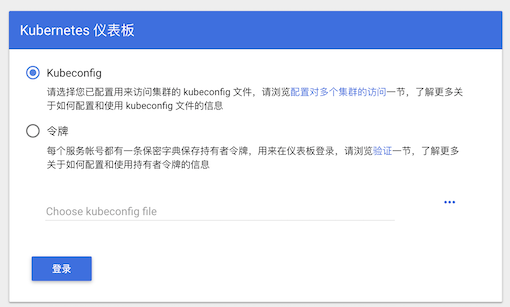 Kubernetes 仪表板
Kubeconfig
请选择您已配置用来访问集群的 kubeconfig 文件，请浏览配置对多个集群的访问一节，了解更多关
于如何配置和使用 kubeconfig 文件的信息
令牌
每个服务帐号都有一条保密字典保存持有者令牌，用来在仪表板登录，请浏览验证一节，了解更多
关于如何配置和使用持有者令牌的信息
Choose kubeconfig file
登录